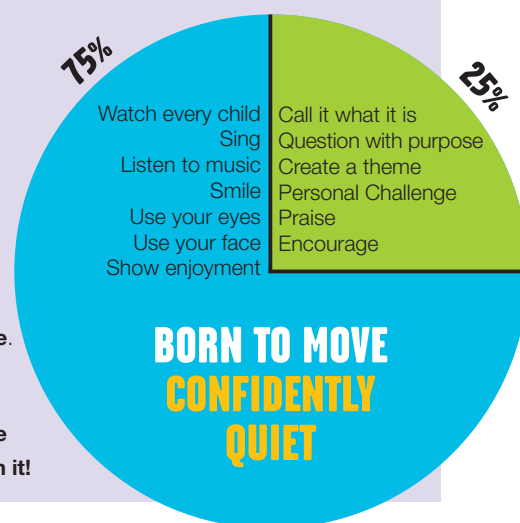 75%
25%
Watch every child
Sing
Listen to music
Smile
Use your eyes
Use your face
Show enjoyment
Call it what it is
Question with purpose
Create a theme
Personal Challenge
Praise
Encourage
BORN TO MOVE
CONFIDENTLY
QUIET
it!